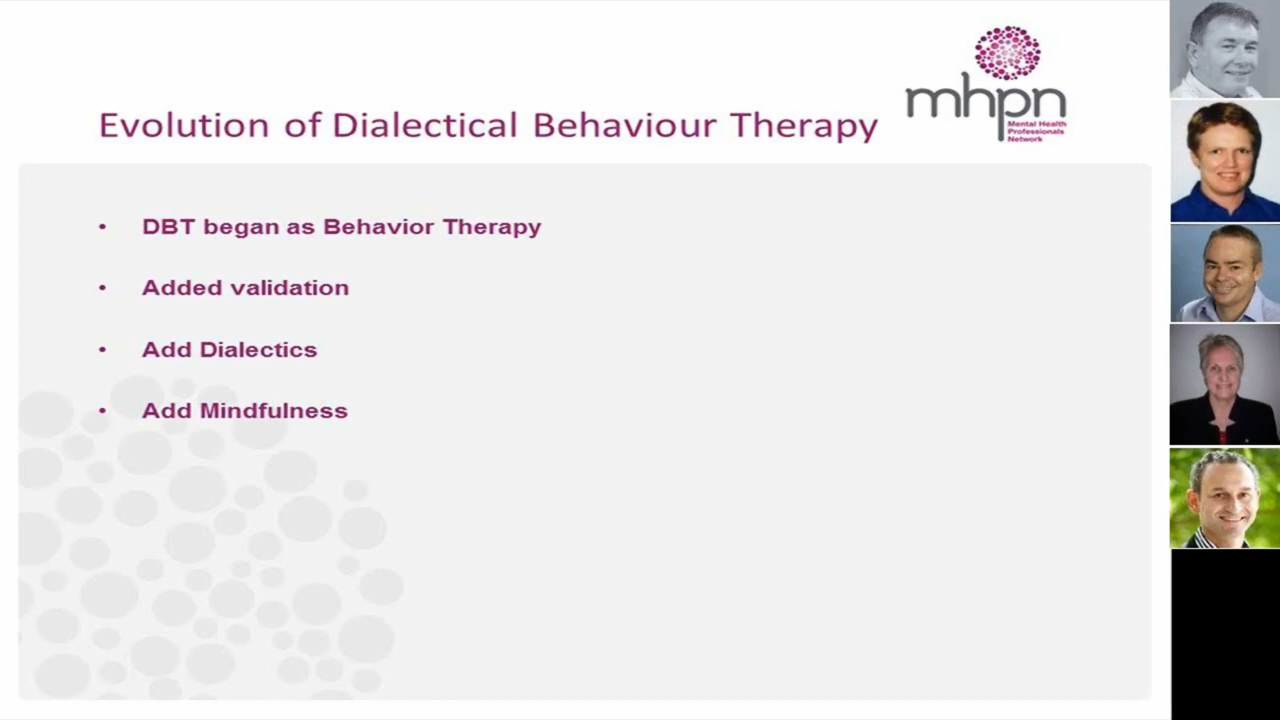 Evolution of Dialectical Behaviour Therapy
mhpn
Mental Health
Professionals
Network
• DBT began as Behavior Therapy
• Added validation
• Add Dialectics
• Add Mindfulness